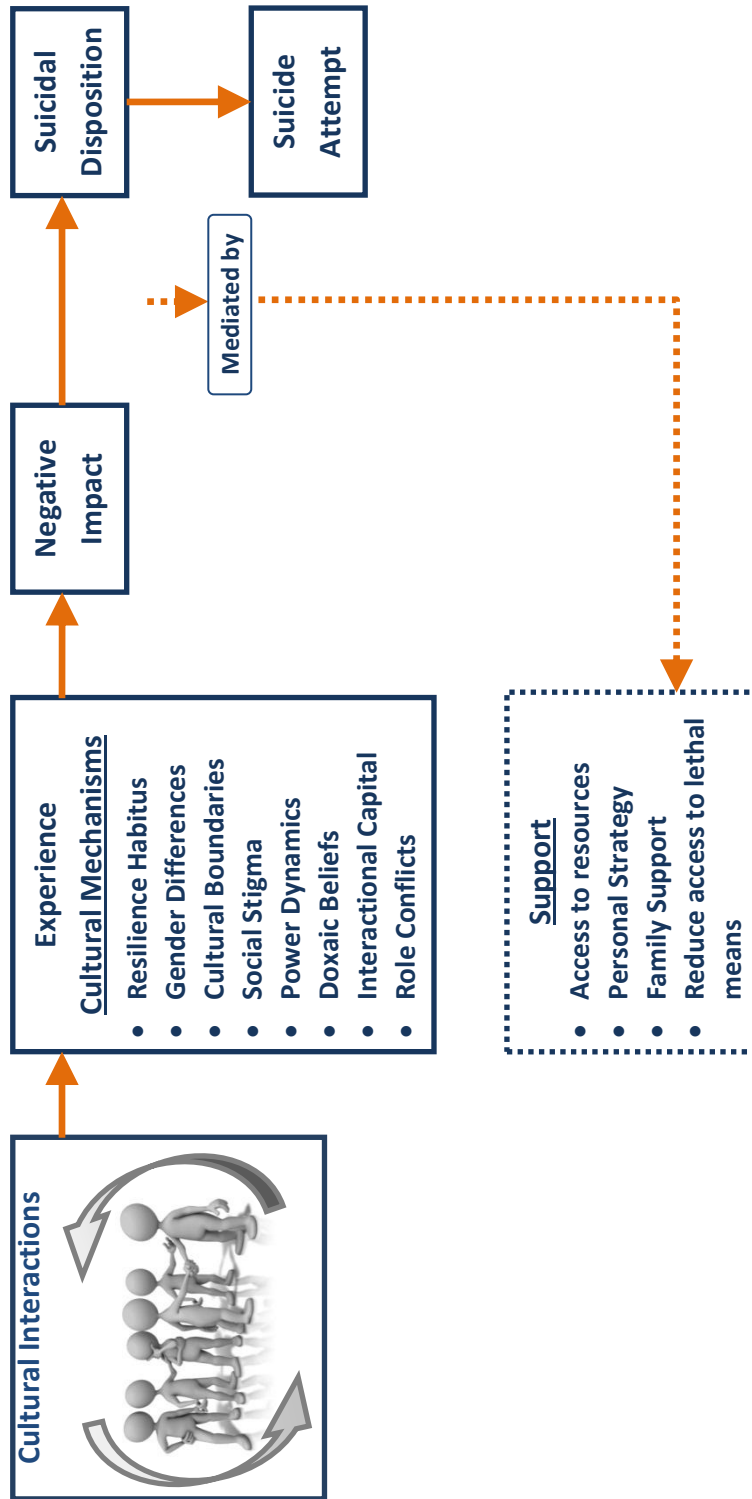 Cultural Interactions
Experience
Cultural Mechanisms
• Resilience Habitus
• Gender Differences
• Cultural Boundaries
• Social Stigma
• Power Dynamics
• Doxaic Beliefs
• Interactional Capital
• Role Conflicts
Negative
Impact
Suicidal
Disposition
Suicide
Attempt
Mediated by
Support
• Access to resources
• Personal Strategy
• Family Support
• Reduce access to lethal
means